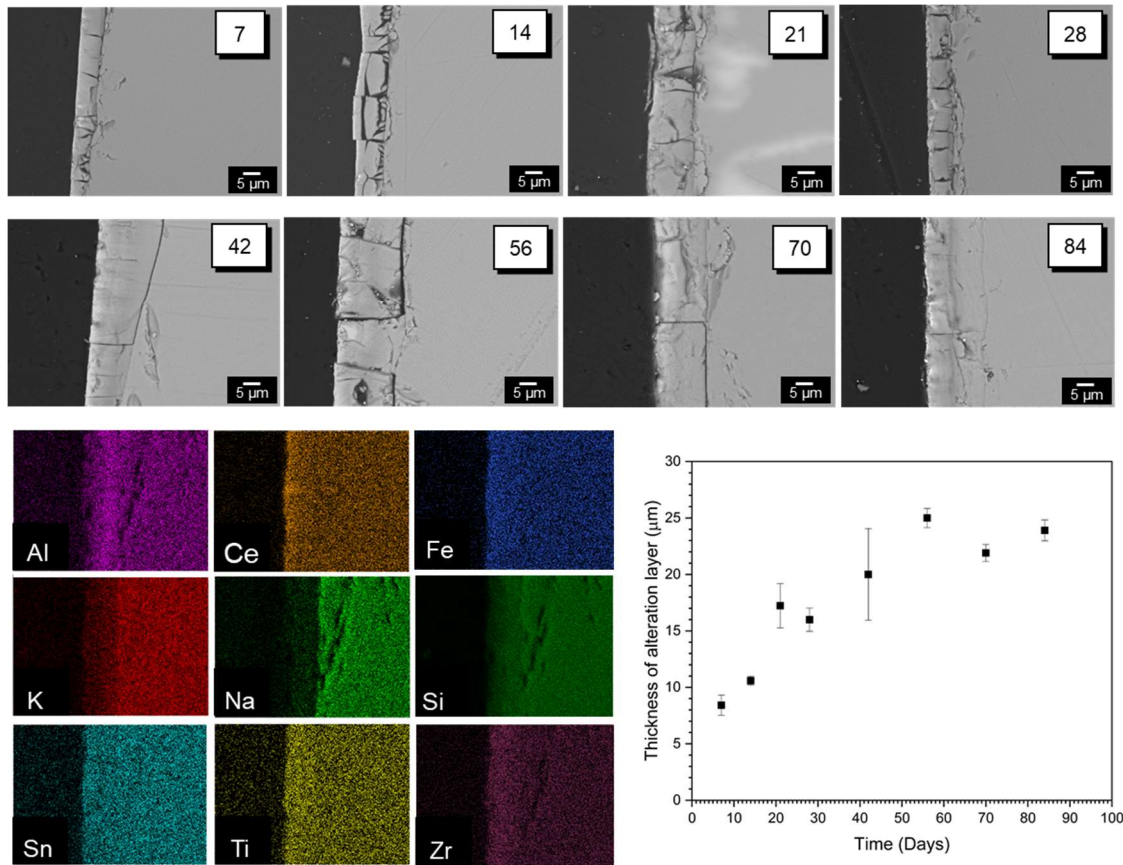 7
14
21
28
5 µm
5 µm
5 µm
5 µm
42
56
70
84
5 µm
5 µm
5 µm
5 µm
Al
Ce
Fe
K
Na
Si
Sn
Ti
Zr
Thickness of alteration layer (µm)
30
25
20
15
10
5
0
0 10 20 30 40 50 60 70 80 90 100
Time (Days)